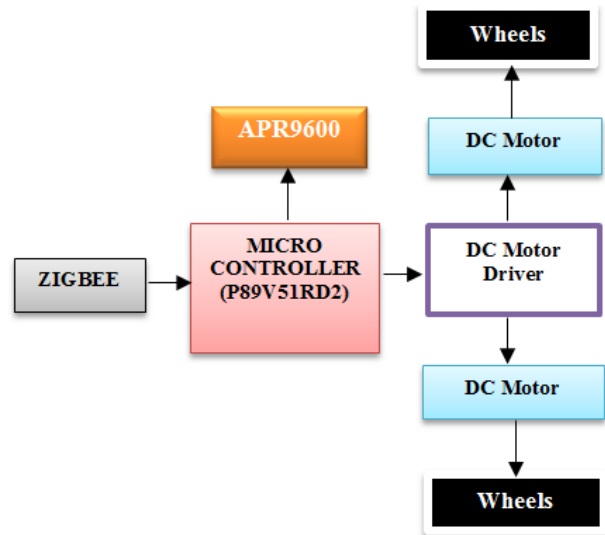 Wheels
APR9600
DC Motor
MICRO
CONTROLLER
(P89V51RD2)
DC Motor
Driver
ZIGBEE
DC Motor
Wheels